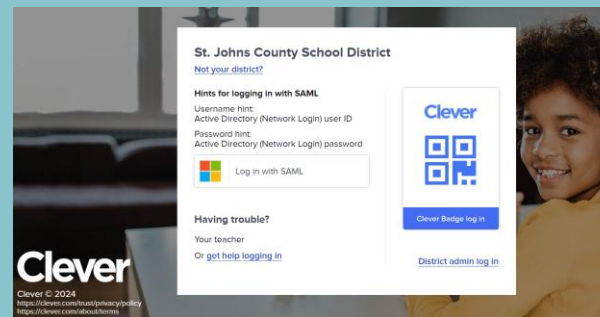 St. Johns County School District
Not your district?
Hints for logging in with SAML
Username hint:
Active Directory (Network Login) user ID
Password hint:
Active Directory (Network Login) password
Log in with SAML
Having trouble?
Your teacher
Or get help logging in
Clever
Clever Badge log in
District admin log in
Clever
Clever © 2024
https://clever.com/trust/privacy/policy
https://clever.com/about/terms